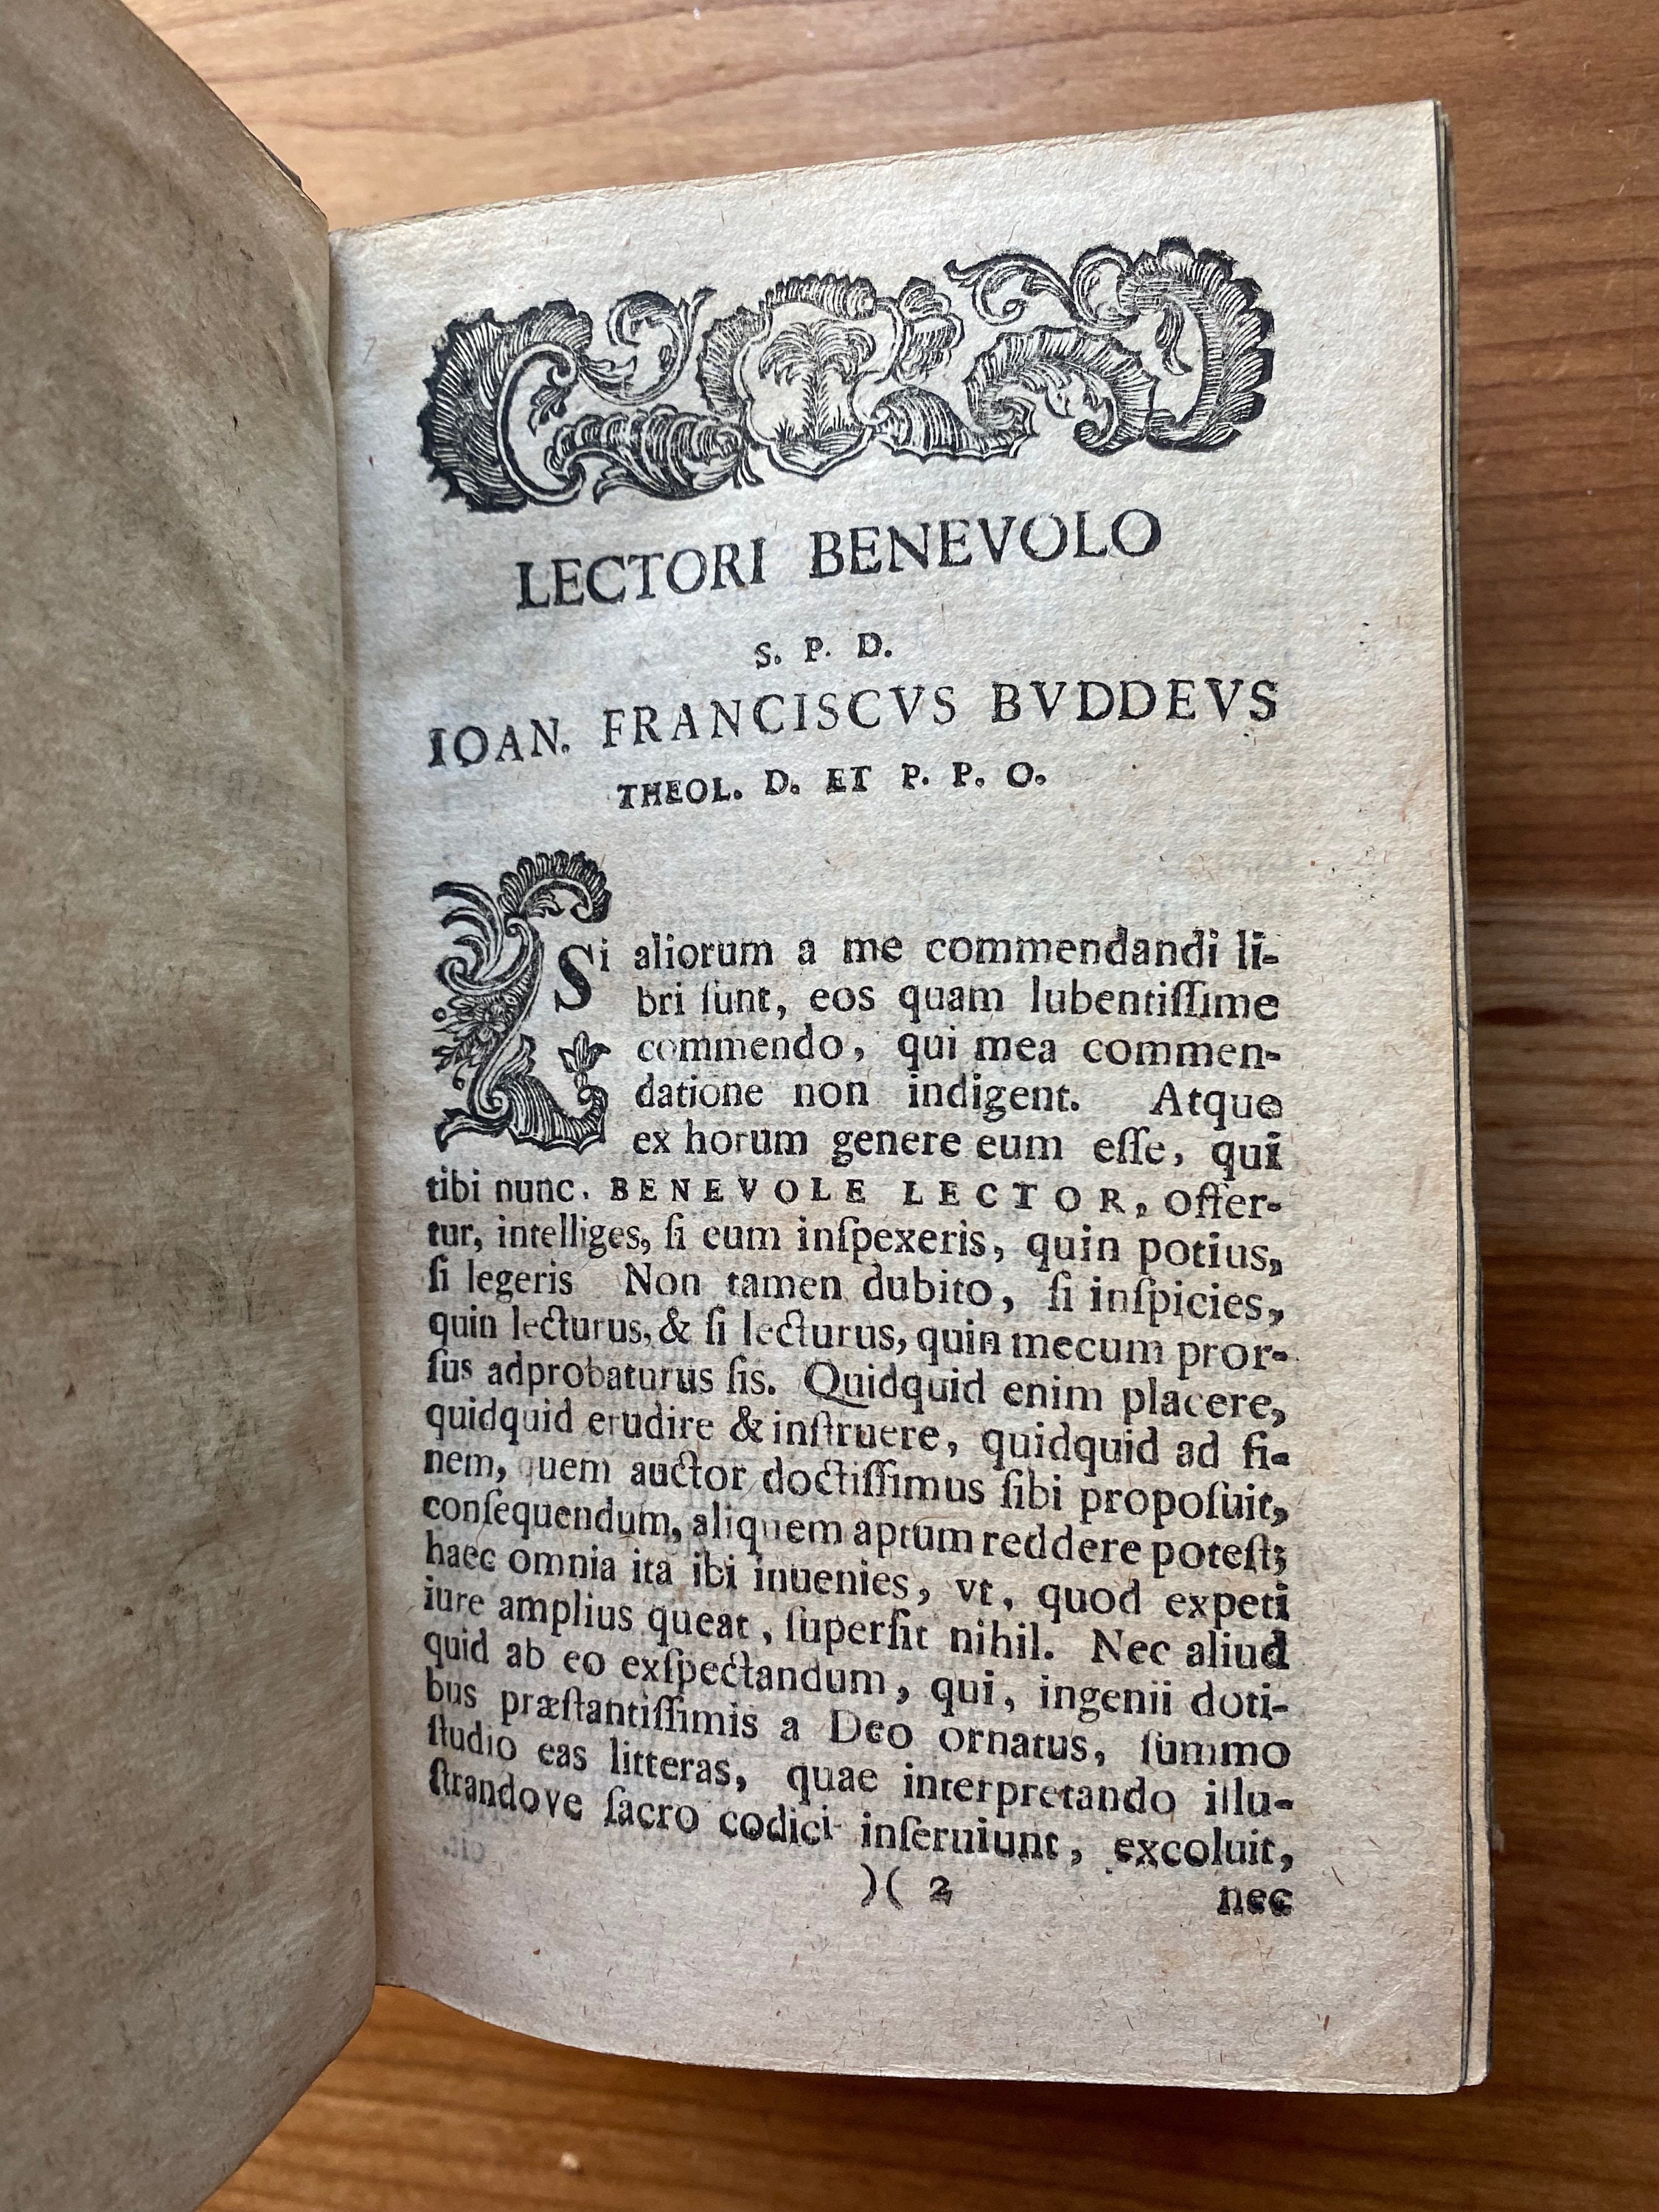 LECTORI BENEVOLO
S. P. D.
IOAN. FRANCISCVS BVDDEVS
THEOL. D. ET P. P. O.
Si aliorum a me commendandi li-
bri ſunt, eos quam lubentiſſime
commendo, qui mea commen-
datione non indigent. Atque
ex horum genere eum eſſe, qui
tibi nunc. BENEVOLE LECTOR, offer-
tur, intelliges, ſi eum inſpexeris, quin potius,
ſi legeris Non tamen dubito, ſi inſpicies,
quin lecturus, & ſi lecturus, quin mecum pror-
ſus adprobaturus ſis. Quidquid enim placere,
quidquid erudire & inſtruere, quidquid ad fi-
nem, quem auctor doctiſſimus ſibi propoſuit,
conſequendum, aliquem aptum reddere poteſt;
haec omnia ita ibi inuenies, vt, quod expeti
iure amplius queat, ſuperſit nihil. Nec aliud
quid ab eo exſpectandum, qui, ingenii doti-
bus præſtantiſſimis a Deo ornatus, ſummo
ſtudio eas litteras, quae interpretando illu-
ſtrandove ſacro codici inſeruiunt, excoluit,
)( 2
nec